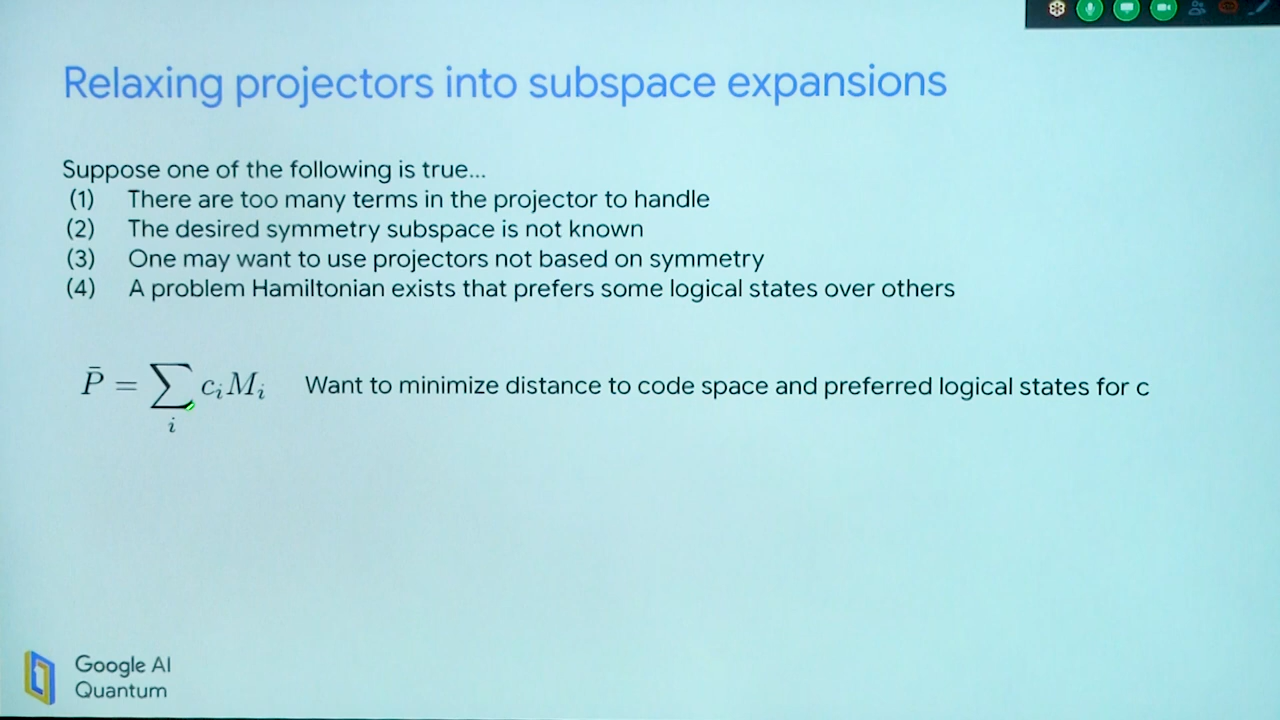 Relaxing projectors into subspace expansions
Suppose one of the following is true...
(1) There are too many terms in the projector to handle
(2) The desired symmetry subspace is not known
(3) One may want to use projectors not based on symmetry
(4) A problem Hamiltonian exists that prefers some logical states over others
P̄ = ∑_i c_i M_i Want to minimize distance to code space and preferred logical states for c
Google AI
Quantum